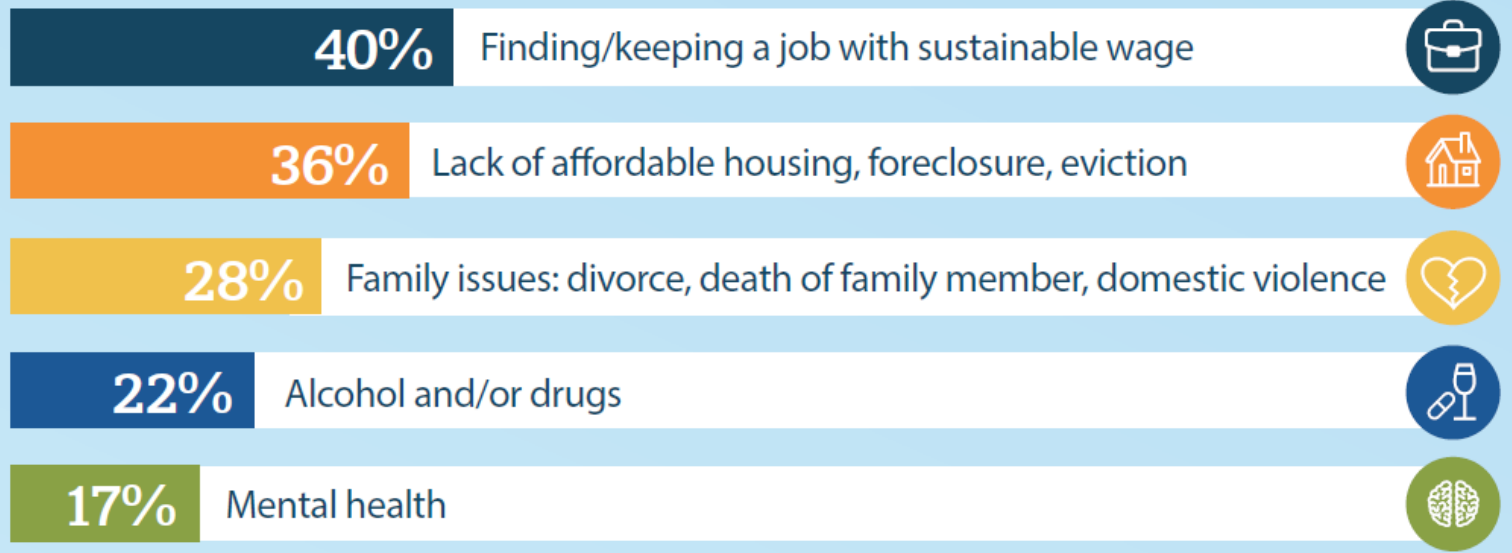 40% Finding/keeping a job with sustainable wage
36% Lack of affordable housing, foreclosure, eviction
28% Family issues: divorce, death of family member, domestic violence
22% Alcohol and/or drugs
17% Mental health